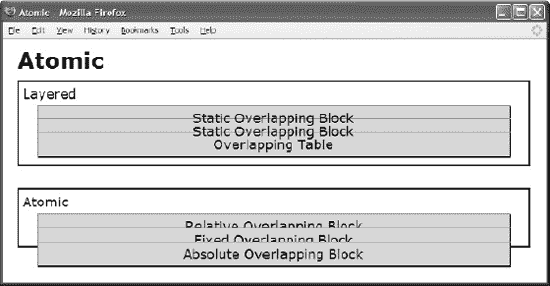 Atomic - Mozilla Firefox
File Edit View History Bookmarks Tools Help
Atomic
Layered
Static Overlapping Block
Static Overlapping Block
Overlapping Table
Atomic
Relative Overlapping Block
Fixed Overlapping Block
Absolute Overlapping Block